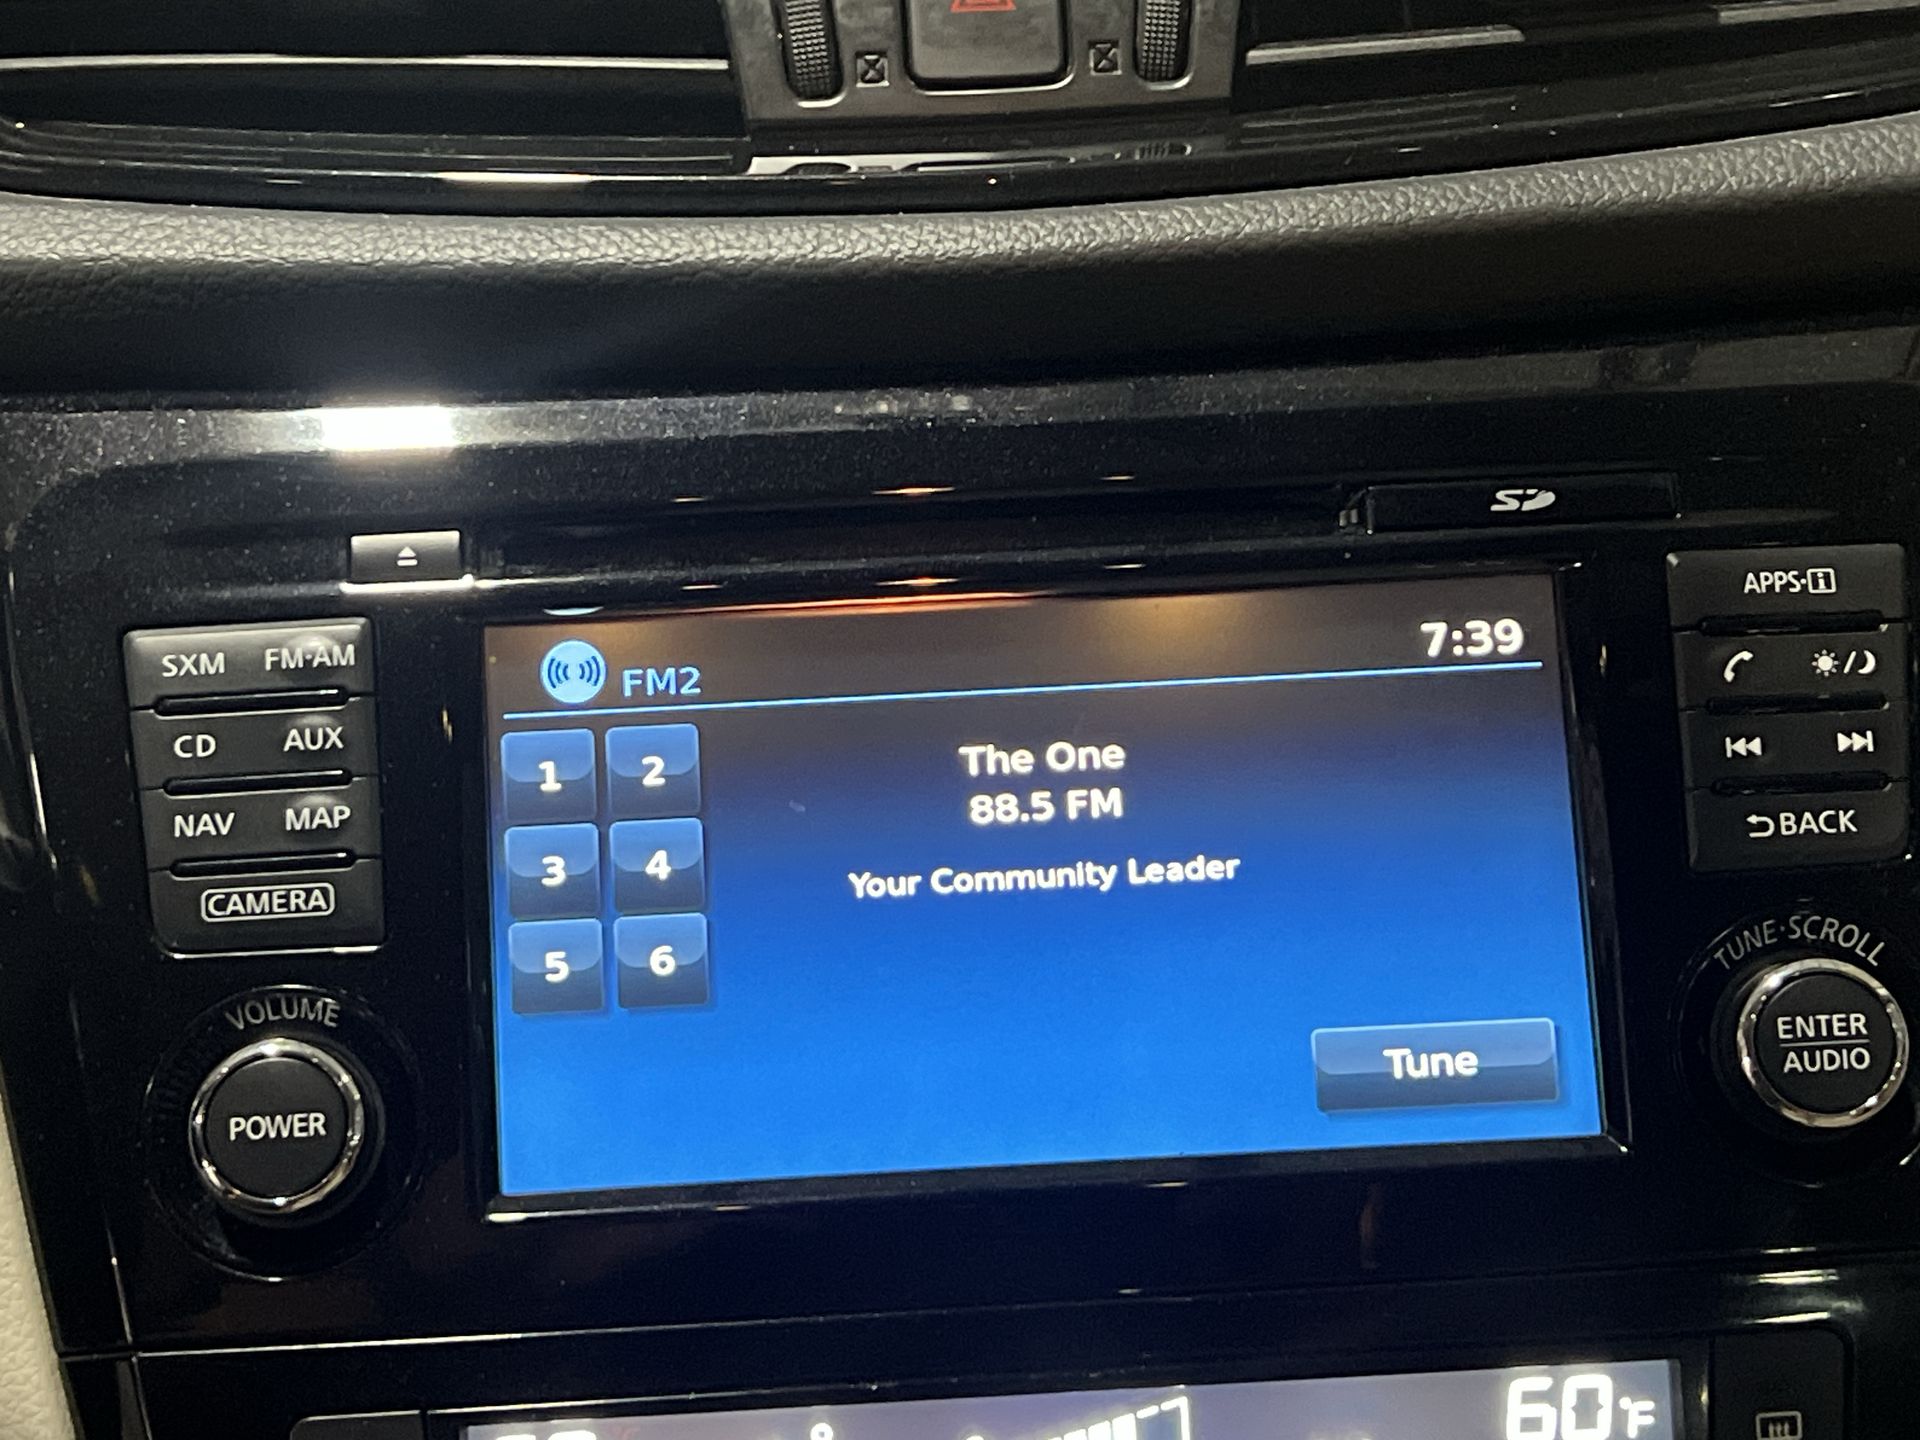 SD
APPS·i
SXM FM·AM
CD AUX
NAV MAP
CAMERA
VOLUME
POWER
FM2
7:39
1 2
3 4
5 6
The One
88.5 FM
Your Community Leader
Tune
BACK
TUNE·SCROLL
ENTER
AUDIO
60°F